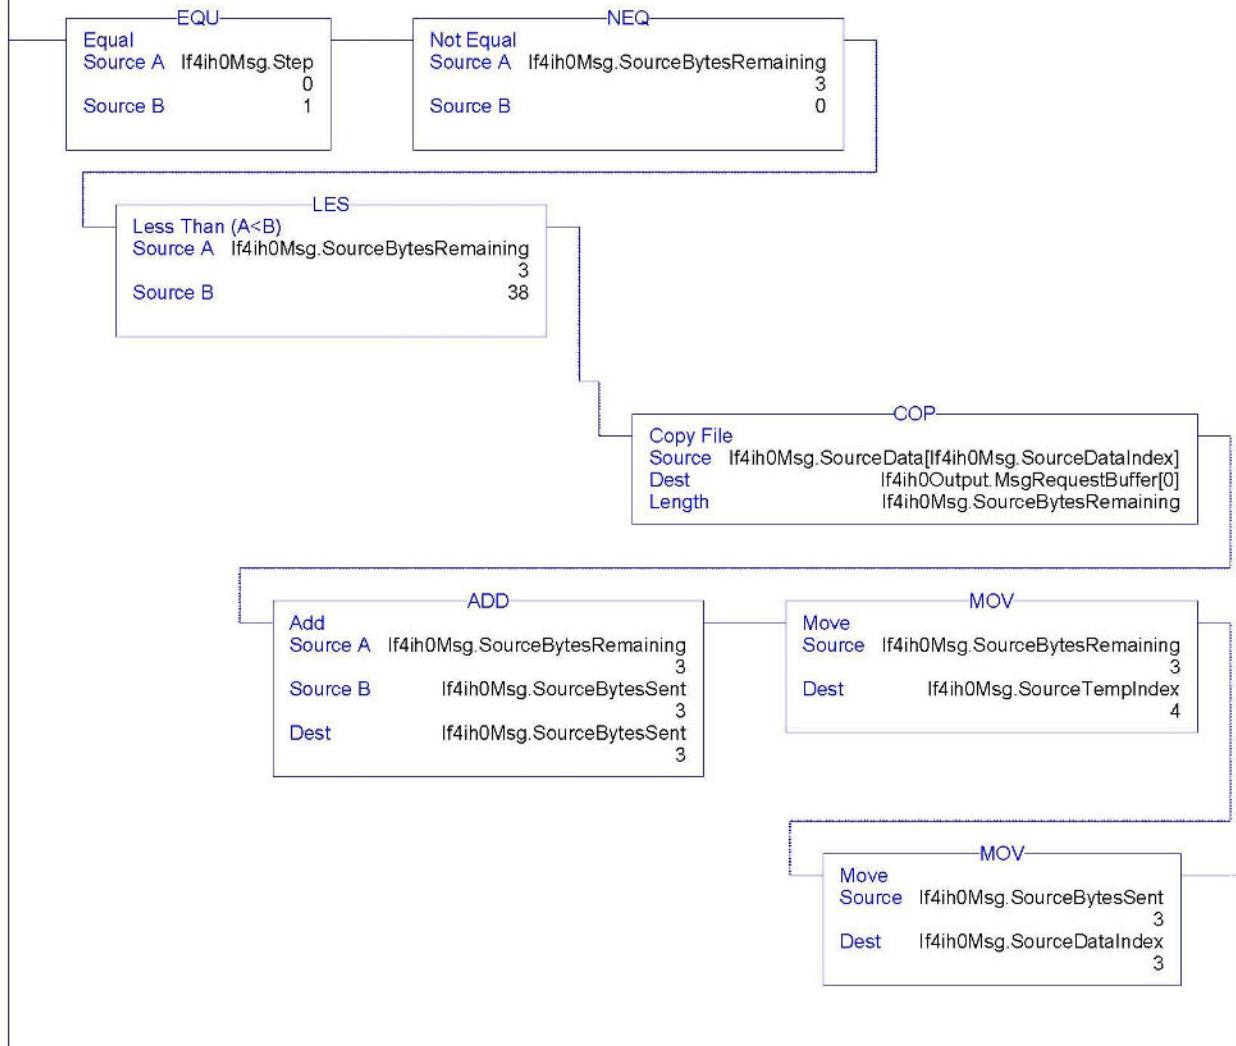 EQU
Equal
Source A If4ih0Msg.Step
0
Source B 1
NEQ
Not Equal
Source A If4ih0Msg.SourceBytesRemaining
3
Source B 0
LES
Less Than (A<B)
Source A If4ih0Msg.SourceBytesRemaining
3
Source B 38
COP
Copy File
Source If4ih0Msg.SourceData[If4ih0Msg.SourceDataIndex]
Dest If4ih0Output.MsgRequestBuffer[0]
Length If4ih0Msg.SourceBytesRemaining
ADD
Add
Source A If4ih0Msg.SourceBytesRemaining
3
Source B If4ih0Msg.SourceBytesSent
3
Dest If4ih0Msg.SourceBytesSent
3
MOV
Move
Source If4ih0Msg.SourceBytesRemaining
3
Dest If4ih0Msg.SourceTempIndex
4
MOV
Move
Source If4ih0Msg.SourceBytesSent
3
Dest If4ih0Msg.SourceDataIndex
3